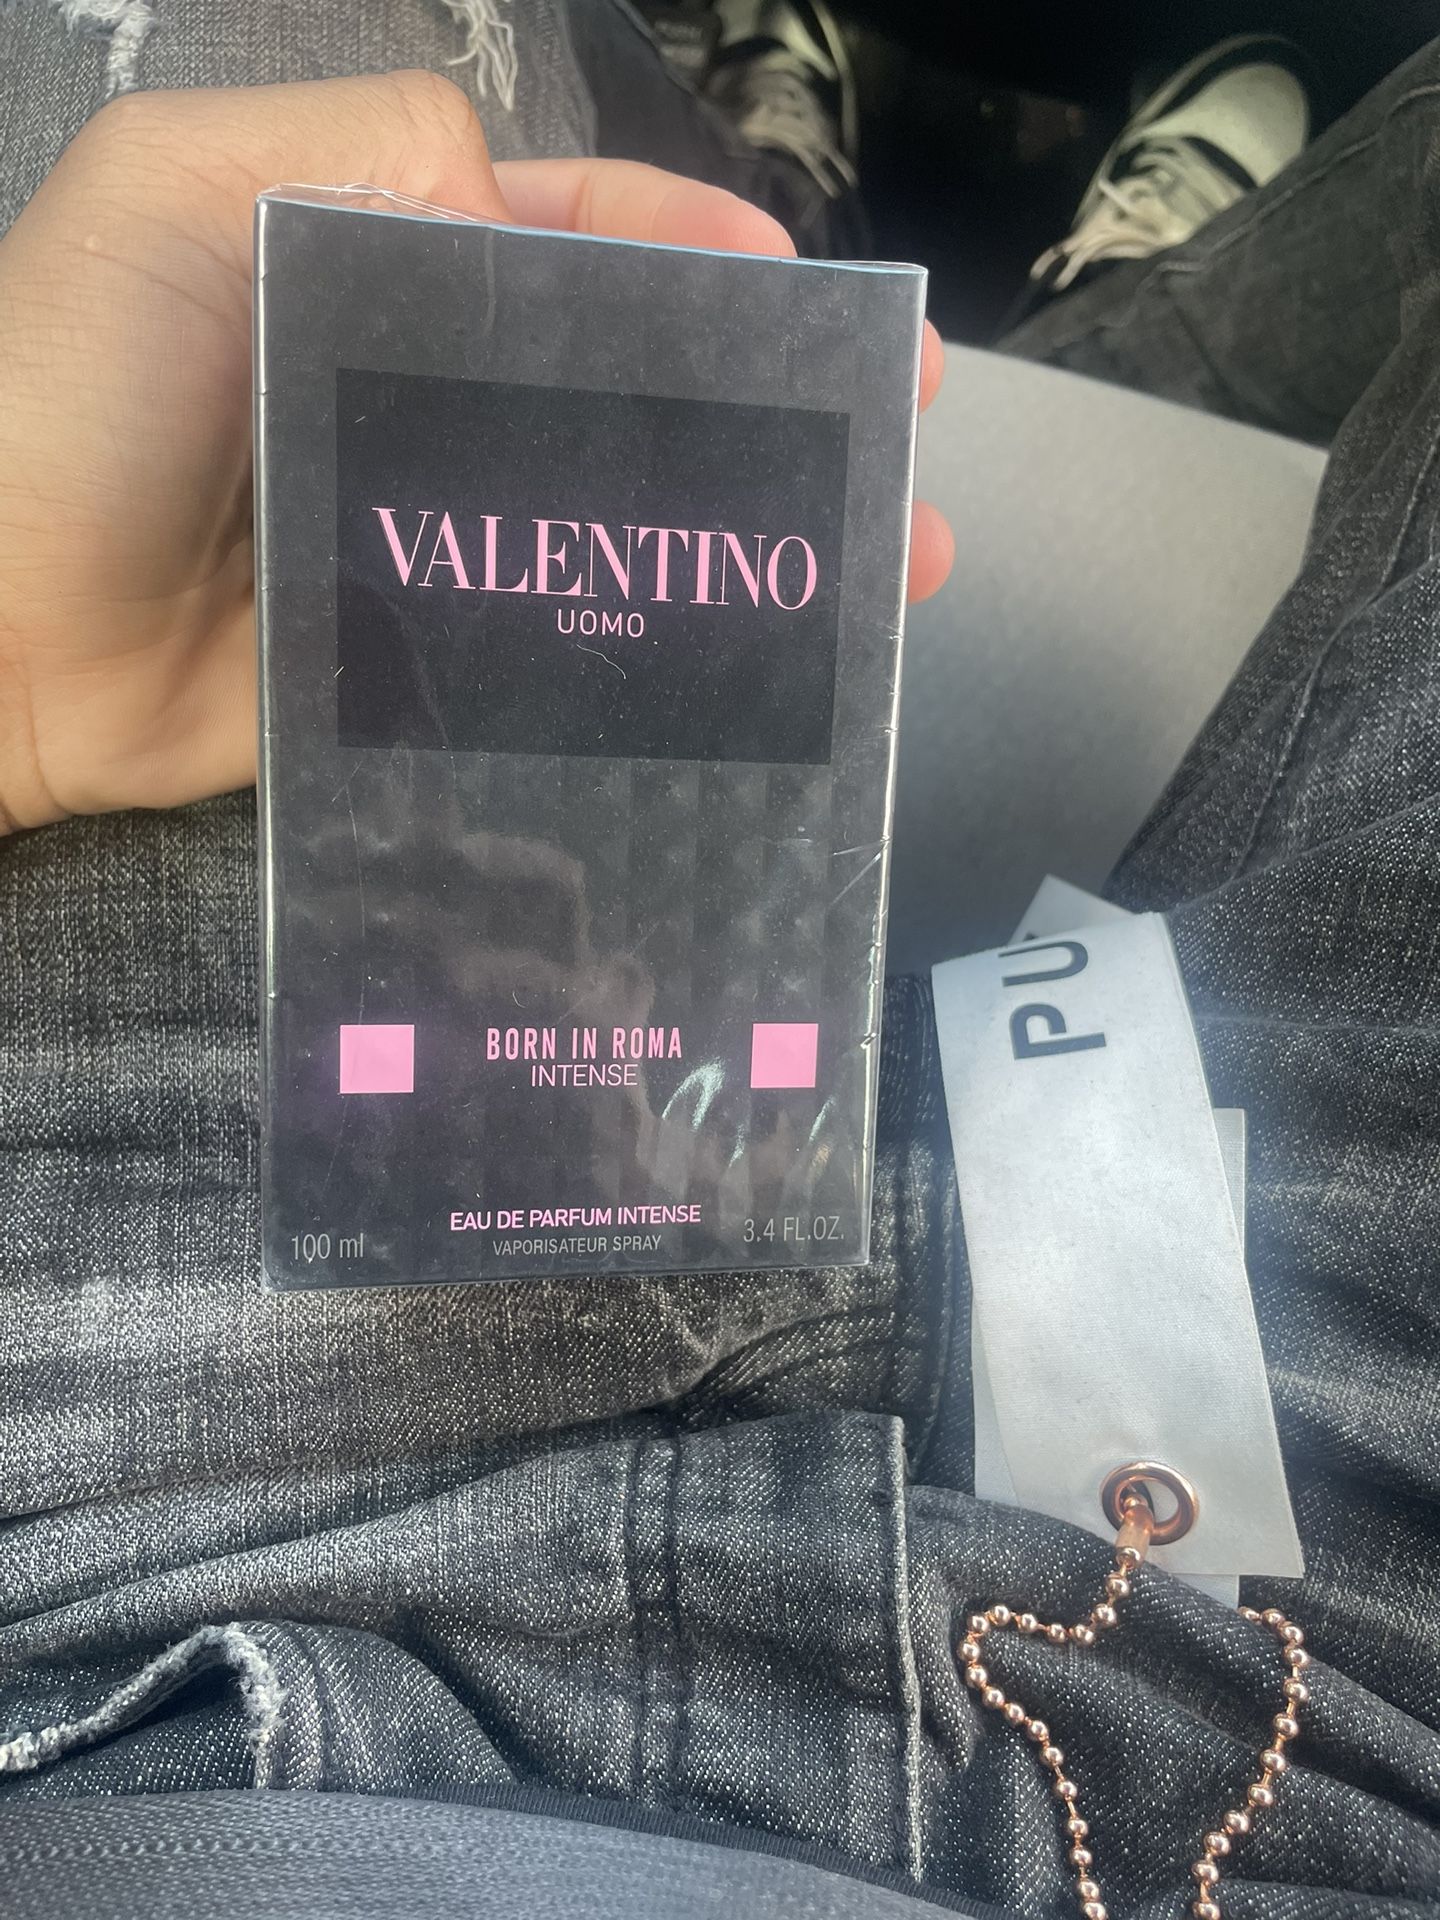 VALENTINO
UOMO
BORN IN ROMA
INTENSE
EAU DE PARFUM INTENSE
100 ml
VAPORISATEUR SPRAY
3.4 FL.OZ.
PU